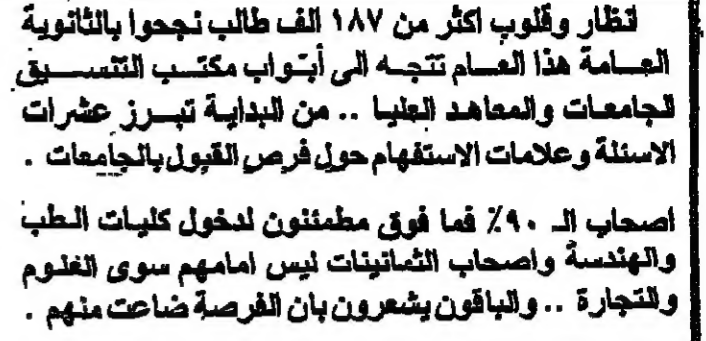 انظار وقلوب اكثر من ١٨٧ الف طالب نجحوا بالثانوية
العامة هذا العام تتجه الى أبواب مكتب التنسيق
للجامعات والمعاهد العليا .. من البداية تبرز عشرات
الاسئلة وعلامات الاستفهام حول فرص القبول بالجامعات .
اصحاب الـ ٩٠٪ فما فوق مطمئنون لدخول كليات الطب
والهندسة واصحاب الثمانينات ليس امامهم سوى العلوم
والتجارة .. والباقون يشعرون بان الفرصة ضاعت منهم .